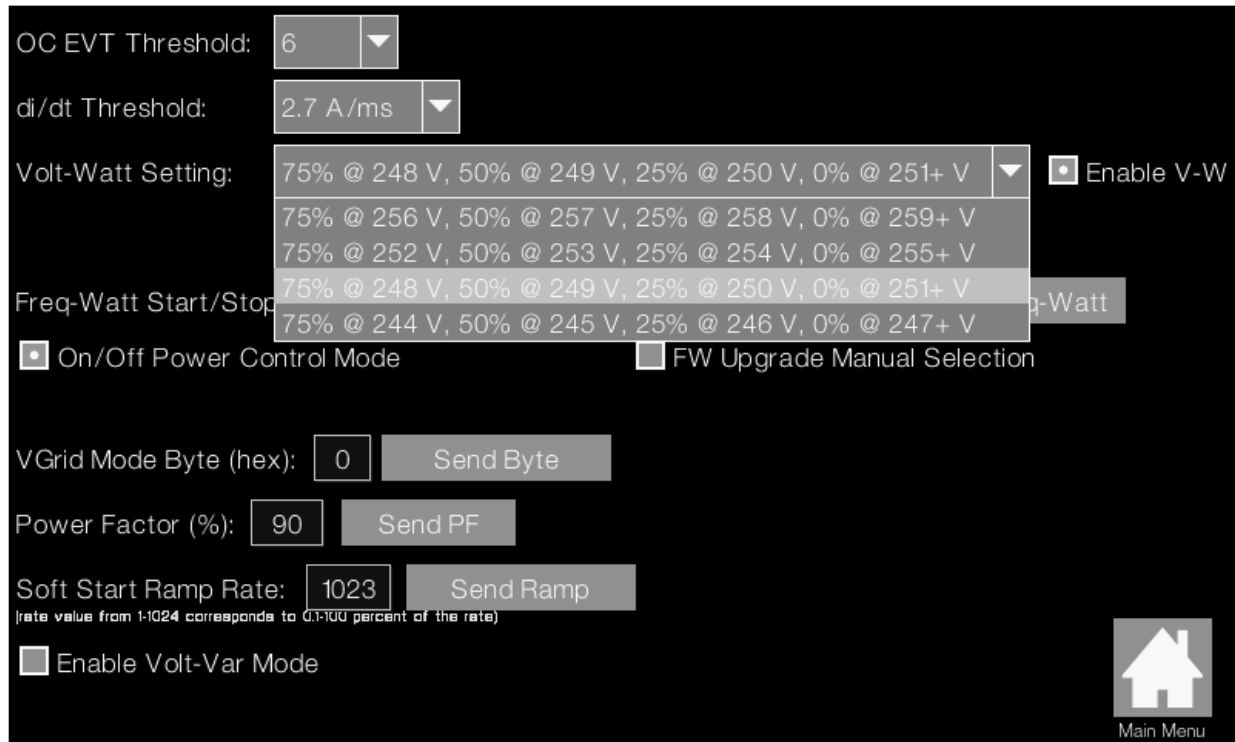 OC EVT Threshold: 6
di/dt Threshold: 2.7 A/ms
Volt-Watt Setting: 75% @ 248 V, 50% @ 249 V, 25% @ 250 V, 0% @ 251+ V Enable V-W
75% @ 256 V, 50% @ 257 V, 25% @ 258 V, 0% @ 259+ V
75% @ 252 V, 50% @ 253 V, 25% @ 254 V, 0% @ 255+ V
75% @ 248 V, 50% @ 249 V, 25% @ 250 V, 0% @ 251+ V
Freq-Watt Start/Stop q-Watt
75% @ 244 V, 50% @ 245 V, 25% @ 246 V, 0% @ 247+ V
On/Off Power Control Mode FW Upgrade Manual Selection
VGrid Mode Byte (hex): 0 Send Byte
Power Factor (%): 90 Send PF
Soft Start Ramp Rate: 1023 Send Ramp
(rate value from 1-1024 corresponds to 0.1-100 percent of the rate)
Enable Volt-Var Mode
Main Menu